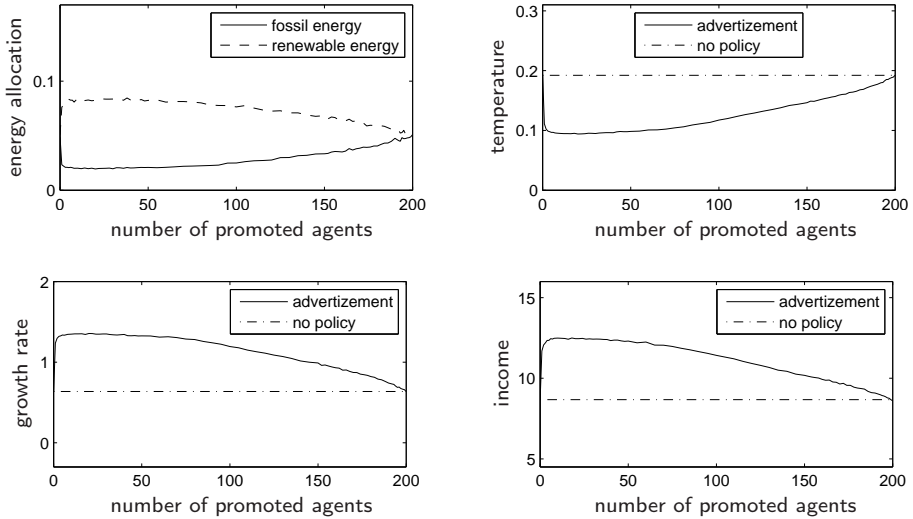 energy allocation
0.1
0
fossil energy
renewable energy
0 50 100 150 200
number of promoted agents
temperature
0.3
0.2
0.1
0
advertizement
no policy
0 50 100 150 200
number of promoted agents
growth rate
2
1
0
advertizement
no policy
0 50 100 150 200
number of promoted agents
income
15
10
5
advertizement
no policy
0 50 100 150 200
number of promoted agents